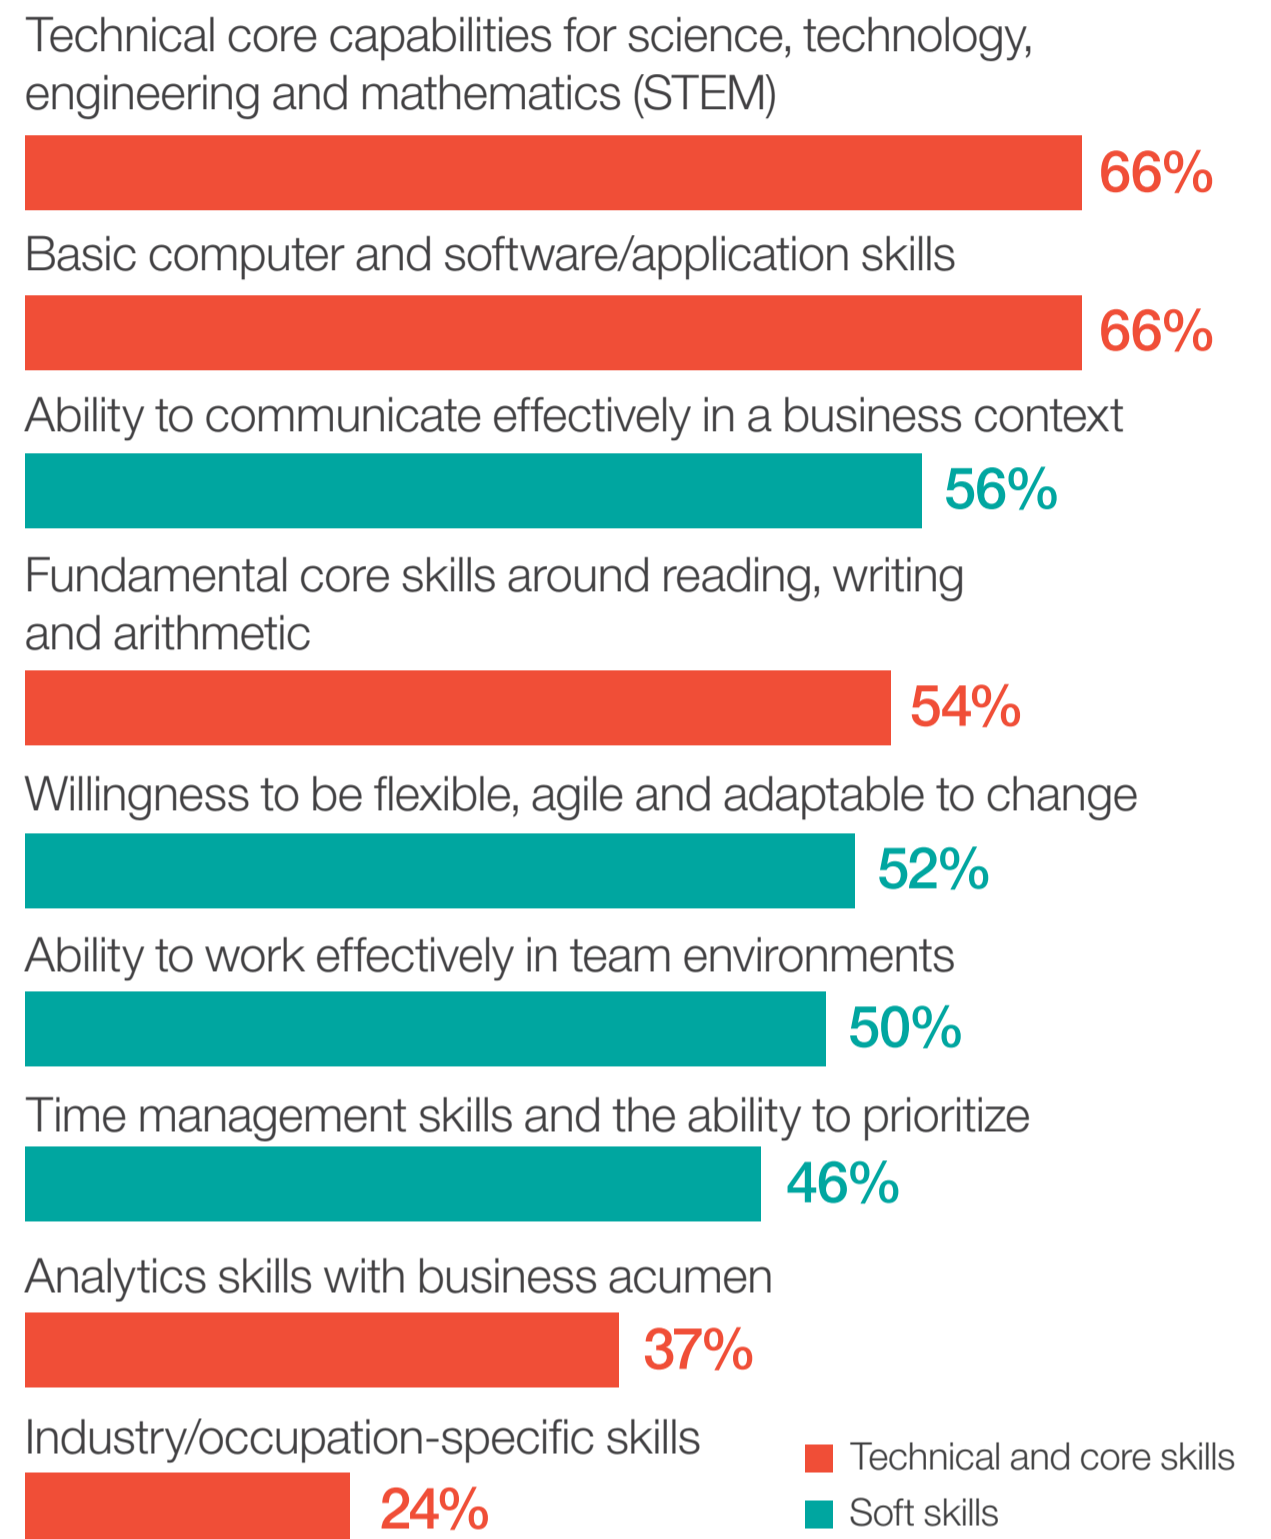 Technical core capabilities for science, technology,
engineering and mathematics (STEM)
66%
Basic computer and software/application skills
66%
Ability to communicate effectively in a business context
56%
Fundamental core skills around reading, writing
and arithmetic
54%
Willingness to be flexible, agile and adaptable to change
52%
Ability to work effectively in team environments
50%
Time management skills and the ability to prioritize
46%
Analytics skills with business acumen
37%
Industry/occupation-specific skills
24%
Technical and core skills
Soft skills